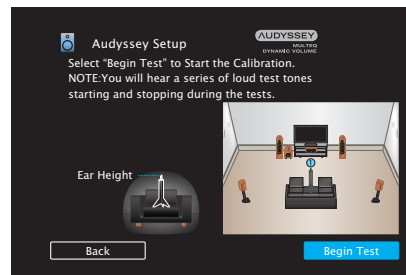 Audyssey Setup
AUDYSSEY
MULTEQ
DYNAMIC VOLUME
Select “Begin Test” to Start the Calibration.
NOTE:You will hear a series of loud test tones
starting and stopping during the tests.
Ear Height
Back
Begin Test